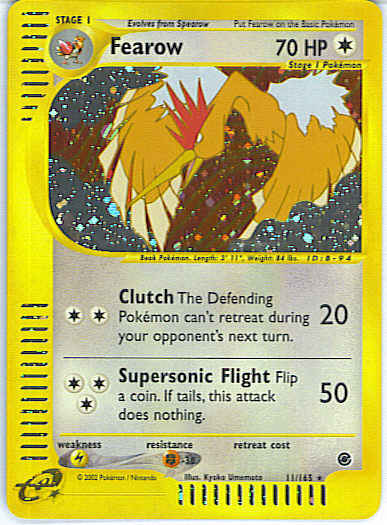 STAGE 1
Evolves from Spearow
Put Fearow on the Basic Pokémon
Fearow
70 HP
Stage 1 Pokémon
Beak Pokémon. Length: 3' 11", Weight: 84 lbs. ID: B-94
Clutch The Defending
Pokémon can't retreat during
your opponent's next turn.
20
Supersonic Flight Flip
a coin. If tails, this attack
does nothing.
50
weakness
resistance
retreat cost
-30
© 2002 Pokémon / Nintendo
Illus. Kyoko Umemoto
11/165 ★